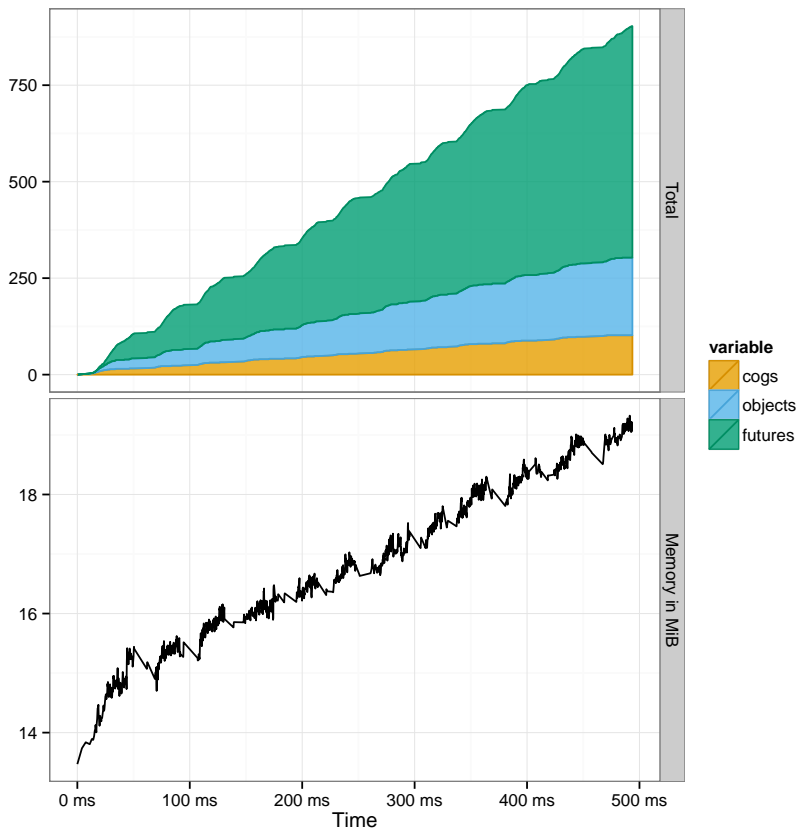 750
500
250
0
Total
18
16
14
Memory in MiB
0 ms
100 ms
200 ms
300 ms
400 ms
500 ms
Time
variable
cogs
objects
futures